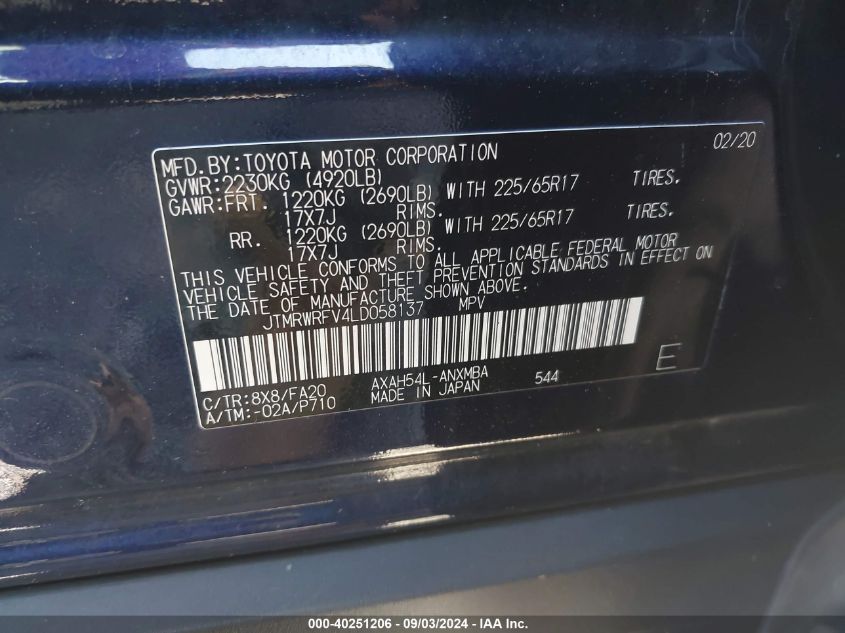 02/20
MFD.BY:TOYOTA MOTOR CORPORATION
GVWR:2230KG (4920LB)
GAWR:FRT. 1220KG (2690LB) WITH 225/65R17 TIRES.
17X7J RIMS.
RR. 1220KG (2690LB) WITH 225/65R17 TIRES.
17X7J RIMS.
THIS VEHICLE CONFORMS TO ALL APPLICABLE FEDERAL MOTOR
VEHICLE SAFETY AND THEFT PREVENTION STANDARDS IN EFFECT ON
THE DATE OF MANUFACTURE SHOWN ABOVE.
JTMRWRFV4LD058137 MPV
E
C/TR:8X8/FA20 AXAH54L-ANXMBA 544
A/TM:-02A/P710 MADE IN JAPAN
000-40251206 - 09/03/2024 - IAA Inc.